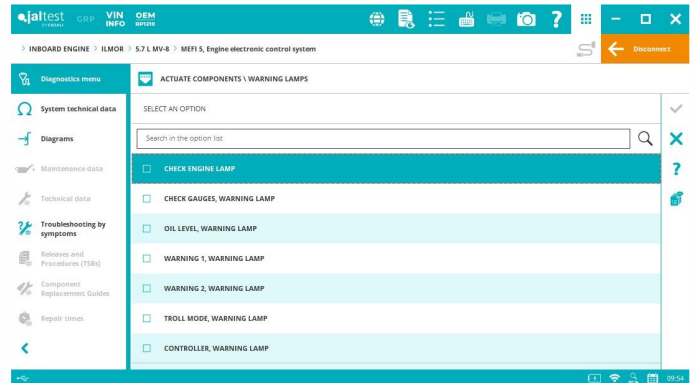 jaltest GRP VIN INFO OEM RP1210
> INBOARD ENGINE > ILMOR > 5.7 L MV-8 > MEFI 5, Engine electronic control system
Disconnect
Diagnostics menu
ACTUATE COMPONENTS \ WARNING LAMPS
System technical data
SELECT AN OPTION
Diagrams
Search in the option list
Maintenance data
CHECK ENGINE LAMP
Technical data
CHECK GAUGES, WARNING LAMP
Troubleshooting by
symptoms
OIL LEVEL, WARNING LAMP
Releases and
Procedures (TSBs)
WARNING 1, WARNING LAMP
Component
Replacement Guides
WARNING 2, WARNING LAMP
Repair times
TROLL MODE, WARNING LAMP
CONTROLLER, WARNING LAMP
09:54